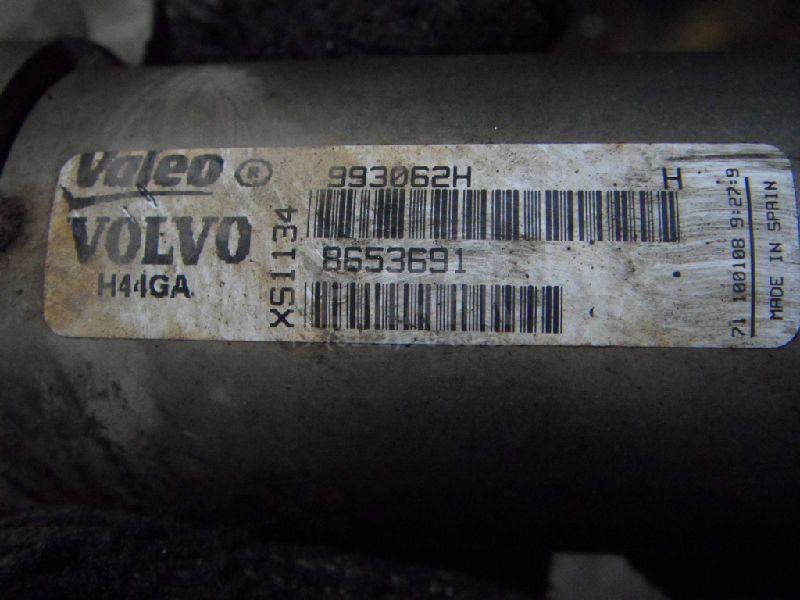 Valeo ®
VOLVO
H44GA
XS1134
993062H H
8653691
71 100108 9:27:9
MADE IN SPAIN